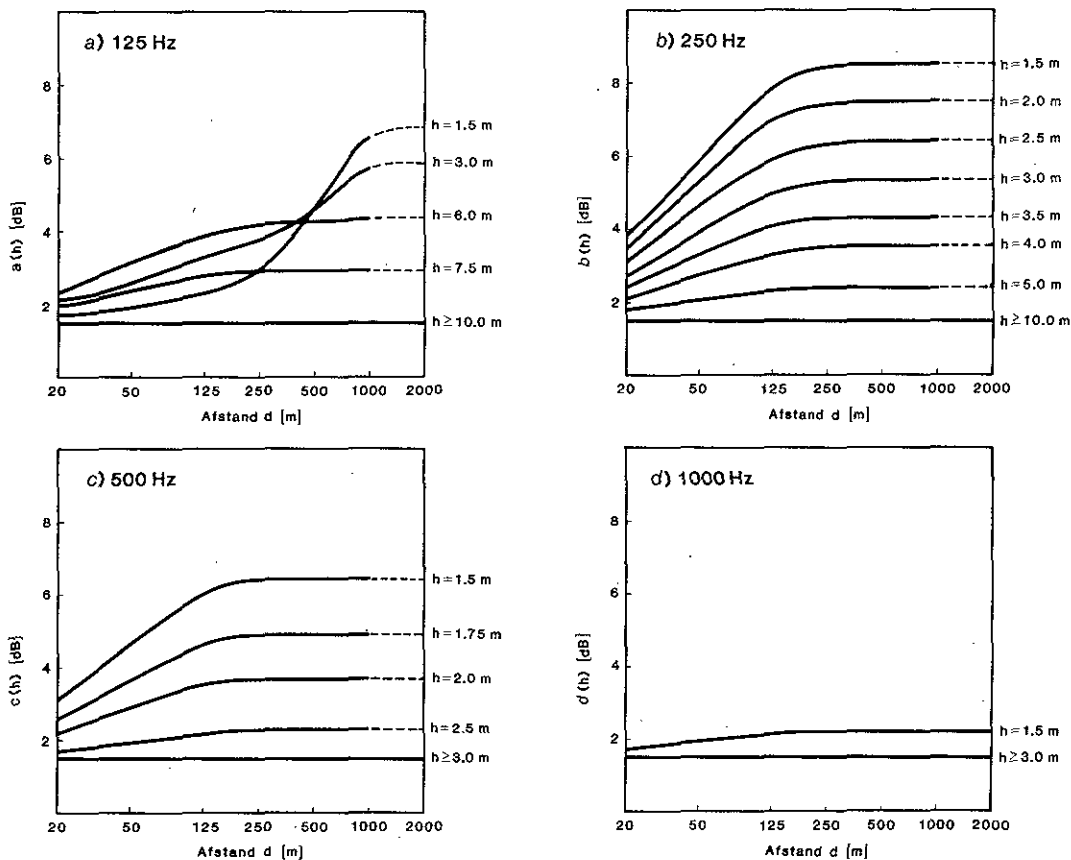 a) 125 Hz
8
6
4
2
a(h) [dB]
h=1.5 m
h=3.0 m
h=6.0 m
h=7.5 m
h≥10.0 m
20 50 125 250 500 1000 2000
Afstand d [m]
b) 250 Hz
8
6
4
2
b(h) [dB]
h=1.5 m
h=2.0 m
h=2.5 m
h=3.0 m
h=3.5 m
h=4.0 m
h=5.0 m
h≥10.0 m
20 50 125 250 500 1000 2000
Afstand d [m]
c) 500 Hz
8
6
4
2
c(h) [dB]
h=1.5 m
h=1.75 m
h=2.0 m
h=2.5 m
h≥3.0 m
20 50 125 250 500 1000 2000
Afstand d [m]
d) 1000 Hz
8
6
4
2
d(h) [dB]
h=1.5 m
h≥3.0 m
20 50 125 250 500 1000 2000
Afstand d [m]